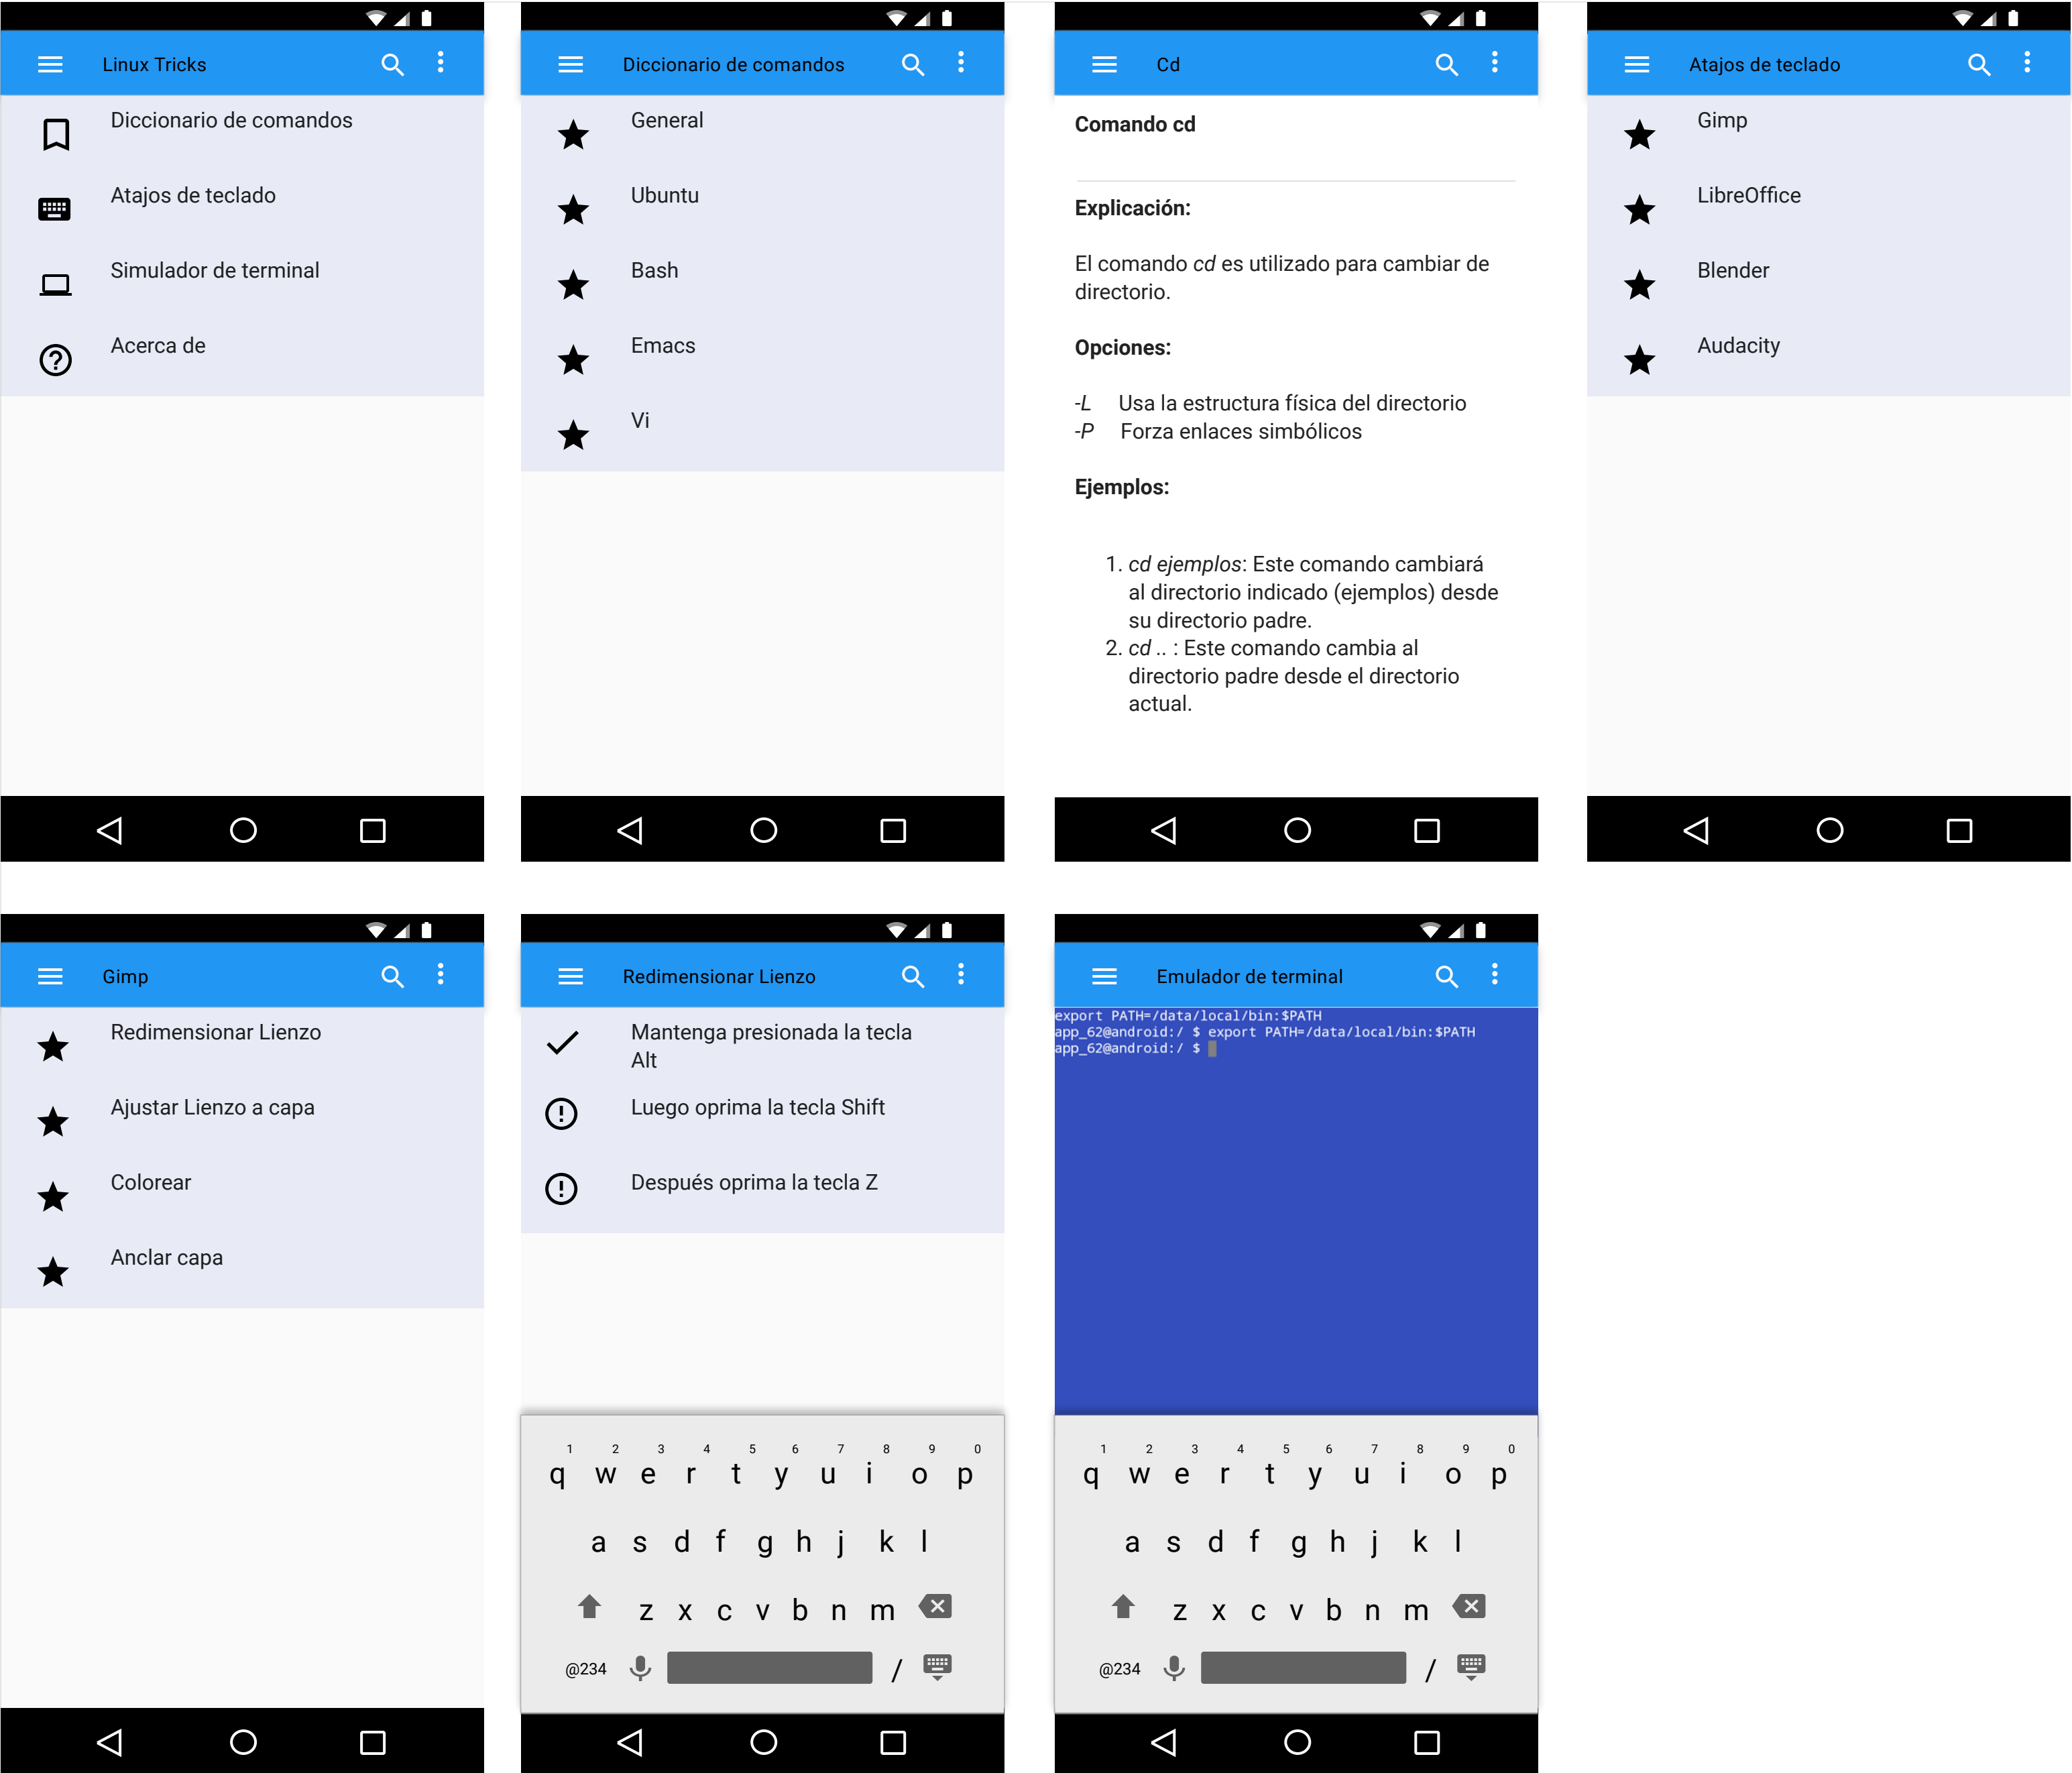 Linux Tricks
Diccionario de comandos
Atajos de teclado
Simulador de terminal
Acerca de
Diccionario de comandos
General
Ubuntu
Bash
Emacs
Vi
Cd
Comando cd
Explicación:
El comando cd es utilizado para cambiar de
directorio.
Opciones:
-L Usa la estructura física del directorio
-P Forza enlaces simbólicos
Ejemplos:
1. cd ejemplos: Este comando cambiará
al directorio indicado (ejemplos) desde
su directorio padre.
2. cd .. : Este comando cambia al
directorio padre desde el directorio
actual.
Atajos de teclado
Gimp
LibreOffice
Blender
Audacity
Gimp
Redimensionar Lienzo
Ajustar Lienzo a capa
Colorear
Anclar capa
Redimensionar Lienzo
Mantenga presionada la tecla
Alt
Luego oprima la tecla Shift
Después oprima la tecla Z
1 2 3 4 5 6 7 8 9 0
q w e r t y u i o p
a s d f g h j k l
z x c v b n m
@234 /
Emulador de terminal
export PATH=/data/local/bin:$PATH
app_62@android:/ $ export PATH=/data/local/bin:$PATH
app_62@android:/ $
1 2 3 4 5 6 7 8 9 0
q w e r t y u i o p
a s d f g h j k l
z x c v b n m
@234 /